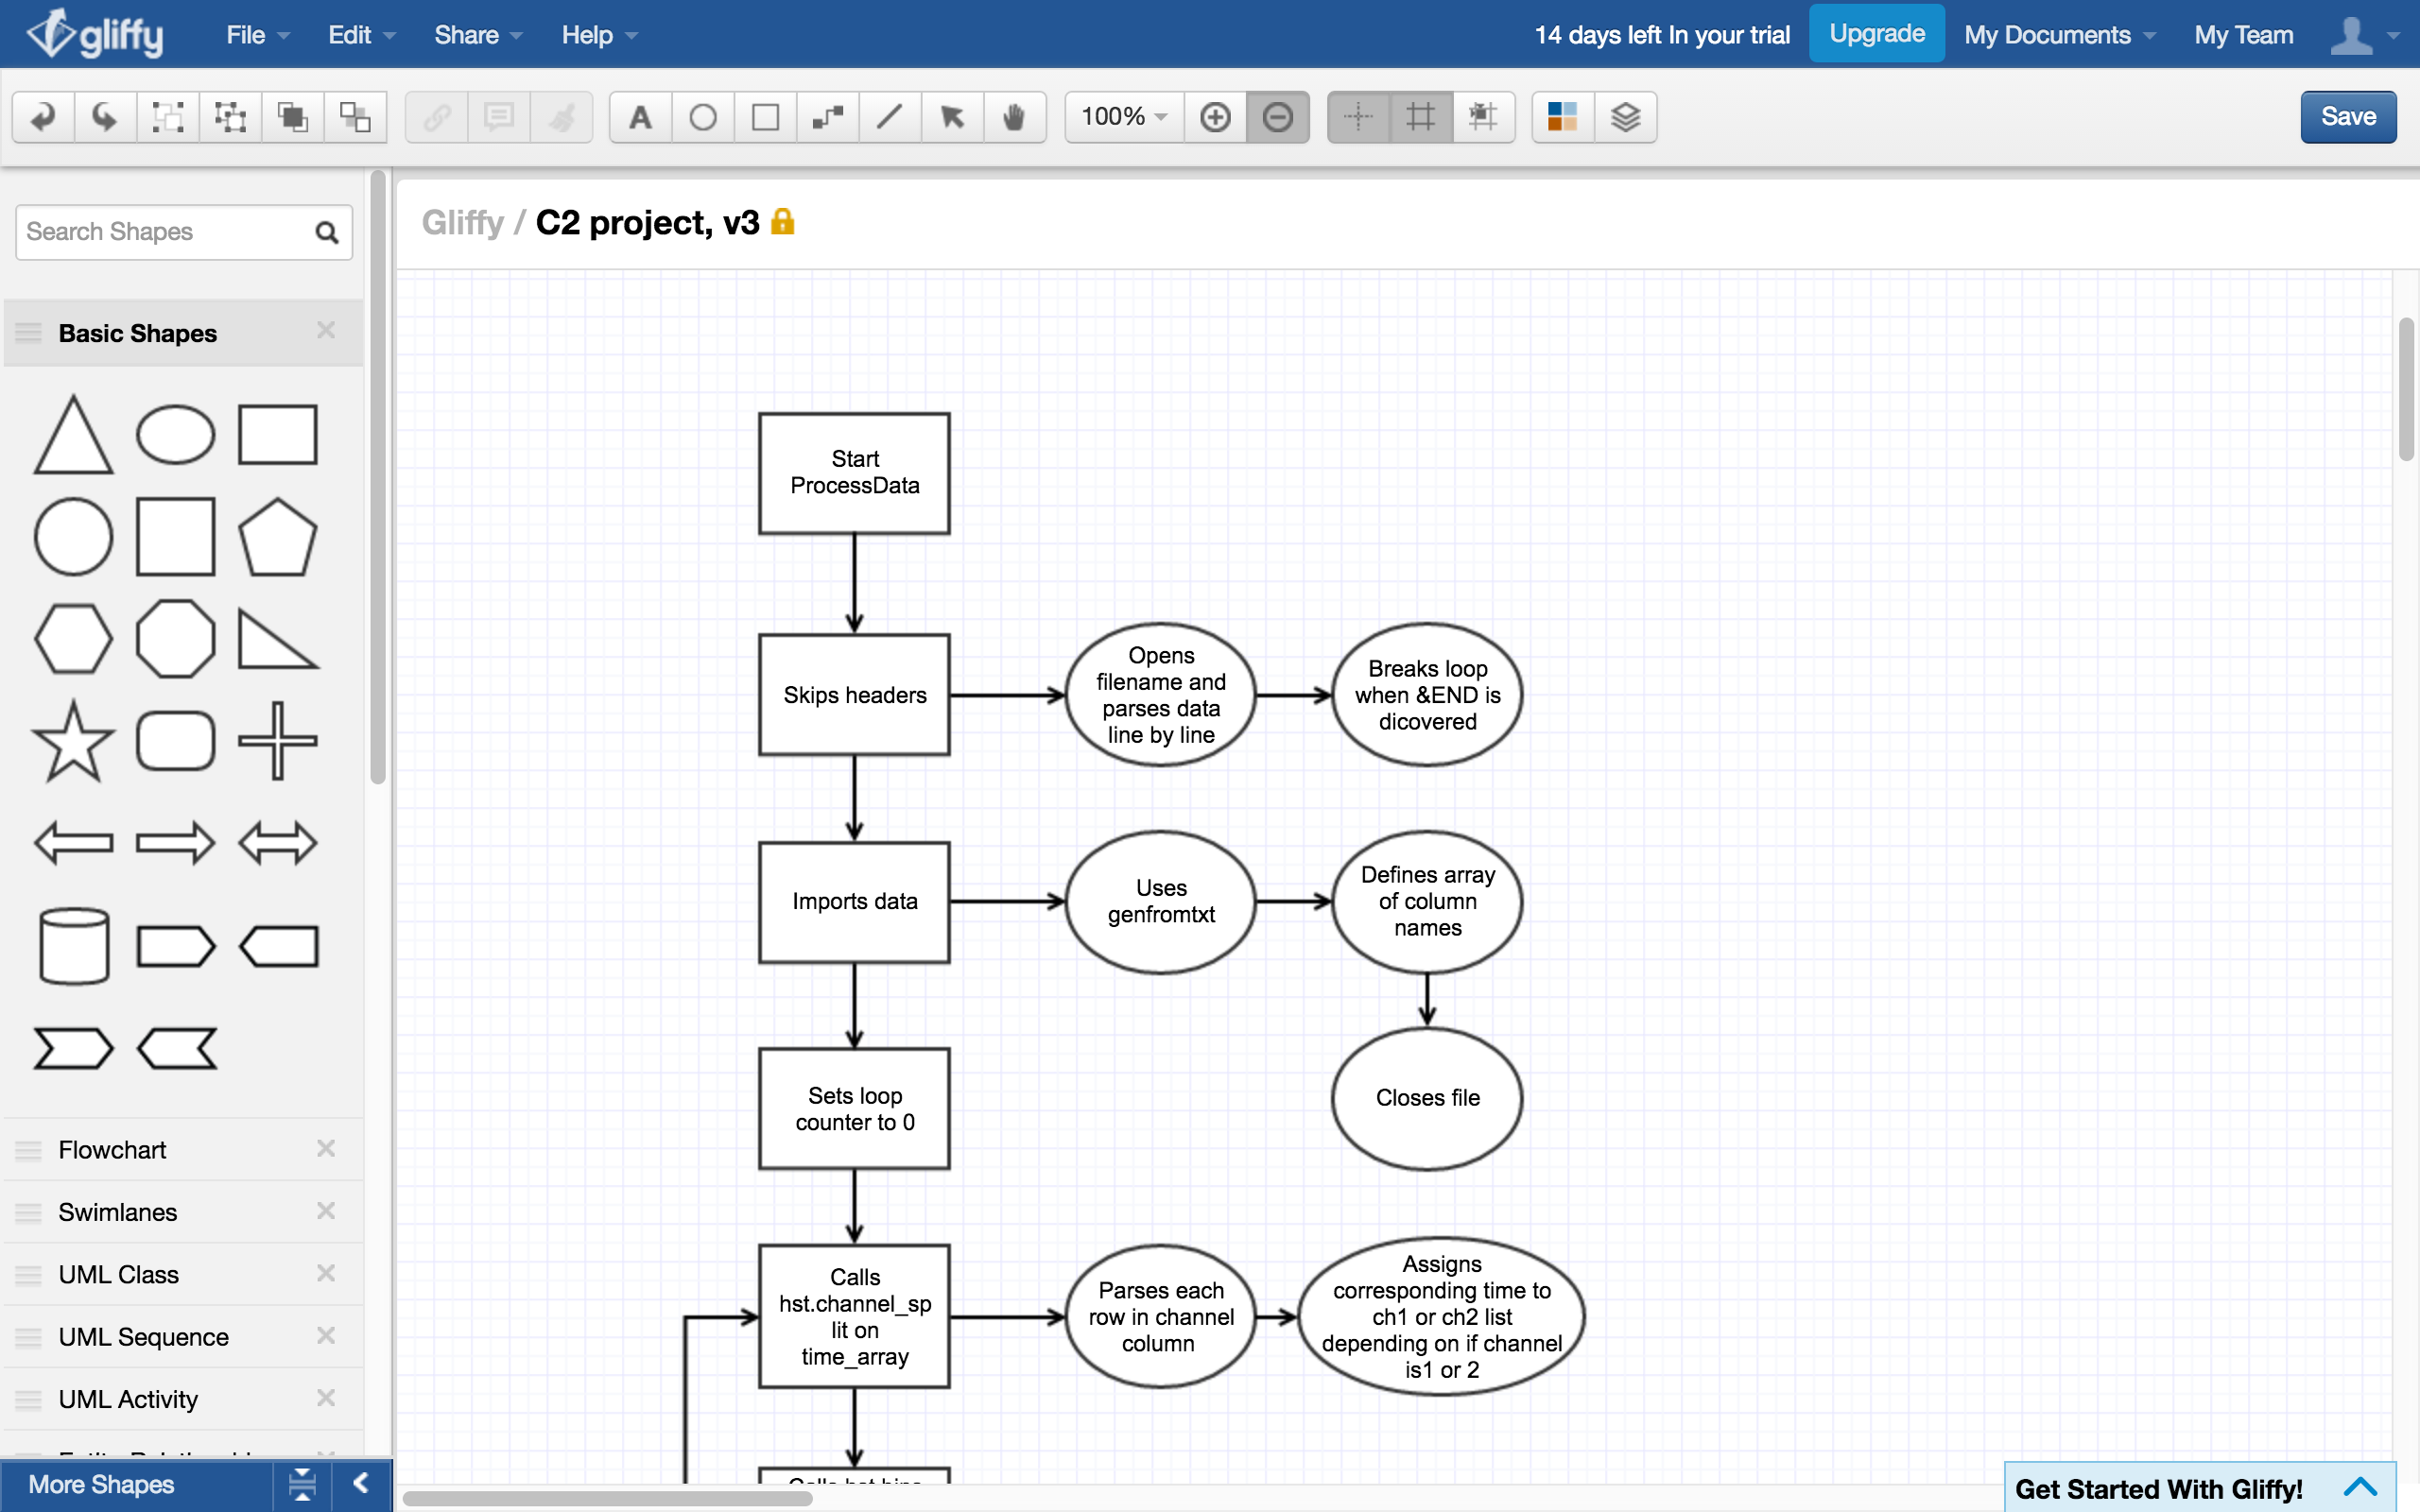 gliffy File Edit Share Help 14 days left In your trial Upgrade My Documents My Team
A 100% Save
Search Shapes
Gliffy / C2 project, v3
Basic Shapes
Start
ProcessData
Skips headers
Opens
filename and
parses data
line by line
Breaks loop
when &END is
dicovered
Imports data
Uses
genfromtxt
Defines array
of column
names
Closes file
Sets loop
counter to 0
Calls
hst.channel_sp
lit on
time_array
Parses each
row in channel
column
Assigns
corresponding time to
ch1 or ch2 list
depending on if channel
is1 or 2
Flowchart
Swimlanes
UML Class
UML Sequence
UML Activity
More Shapes
Get Started With Gliffy!